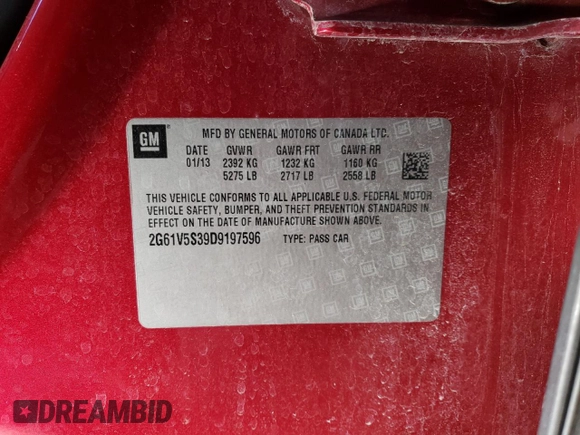 GM
MFD BY GENERAL MOTORS OF CANADA LTD.
DATE GVWR GAWR FRT GAWR RR
01/13 2392 KG 1232 KG 1160 KG
5275 LB 2717 LB 2558 LB
THIS VEHICLE CONFORMS TO ALL APPLICABLE U.S. FEDERAL MOTOR
VEHICLE SAFETY, BUMPER, AND THEFT PREVENTION STANDARDS IN
EFFECT ON THE DATE OF MANUFACTURE SHOWN ABOVE.
2G61V5S39D9197596 TYPE: PASS CAR
DREAMBID